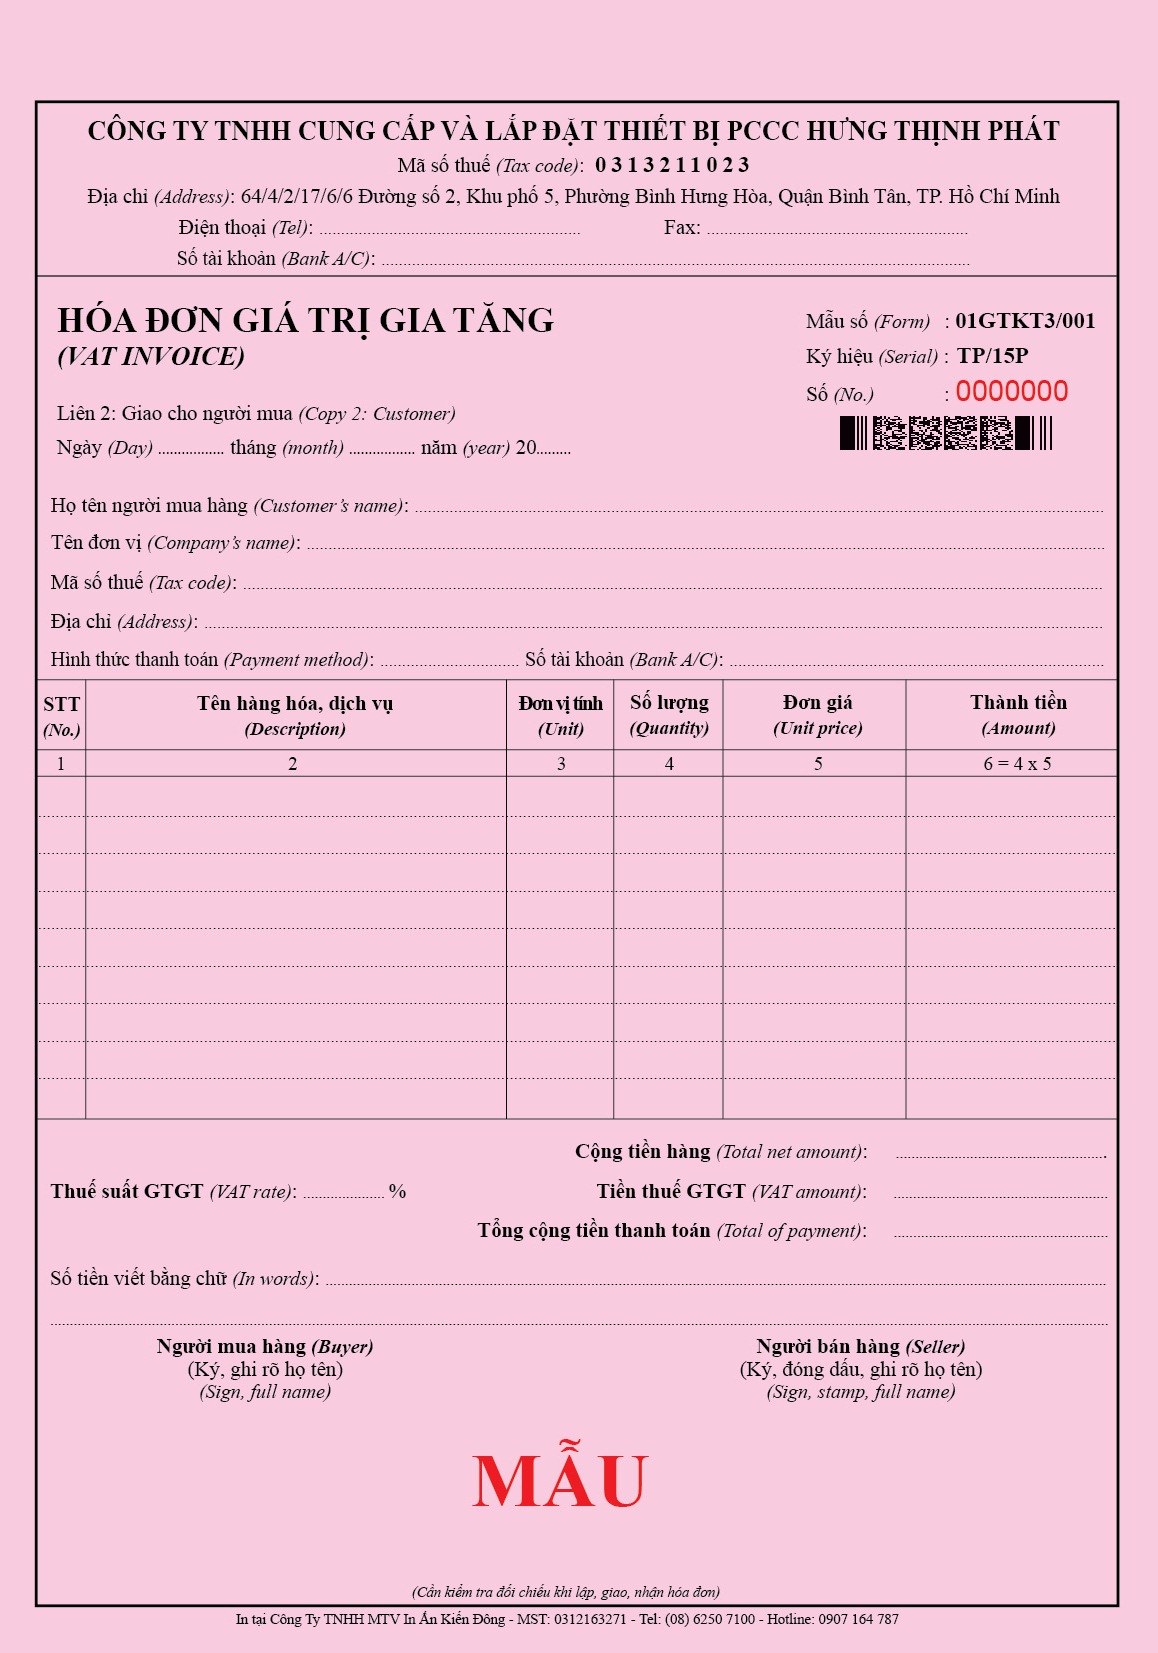 CÔNG TY TNHH CUNG CẤP VÀ LẮP ĐẶT THIẾT BỊ PCCC HƯNG THỊNH PHÁT
Mã số thuế (Tax code): 0 3 1 3 2 1 1 0 2 3
Địa chỉ (Address): 64/4/2/17/6/6 Đường số 2, Khu phố 5, Phường Bình Hưng Hòa, Quận Bình Tân, TP. Hồ Chí Minh
Điện thoại (Tel): ........................ Fax: ........................
Số tài khoản (Bank A/C): ........................
HÓA ĐƠN GIÁ TRỊ GIA TĂNG
(VAT INVOICE)
Mẫu số (Form) : 01GTKT3/001
Ký hiệu (Serial) : TP/15P
Số (No.) : 0000000
Liên 2: Giao cho người mua (Copy 2: Customer)
Ngày (Day) ................. tháng (month) ................. năm (year) 20.........
Họ tên người mua hàng (Customer’s name): ........................
Tên đơn vị (Company’s name): ........................
Mã số thuế (Tax code): ........................
Địa chỉ (Address): ........................
Hình thức thanh toán (Payment method): ........................ Số tài khoản (Bank A/C): ........................
STT Tên hàng hóa, dịch vụ Đơn vị tính Số lượng Đơn giá Thành tiền
(No.) (Description) (Unit) (Quantity) (Unit price) (Amount)
1 2 3 4 5 6 = 4 x 5
Cộng tiền hàng (Total net amount): ........................
Thuế suất GTGT (VAT rate): ..................... % Tiền thuế GTGT (VAT amount): ........................
Tổng cộng tiền thanh toán (Total of payment): ........................
Số tiền viết bằng chữ (In words): ........................
Người mua hàng (Buyer) Người bán hàng (Seller)
(Ký, ghi rõ họ tên) (Ký, đóng dấu, ghi rõ họ tên)
(Sign, full name) (Sign, stamp, full name)
MẪU
(Cần kiểm tra đối chiếu khi lập, giao, nhận hóa đơn)
In tại Công Ty TNHH MTV In Ấn Kiến Đông - MST: 0312163271 - Tel: (08) 6250 7100 - Hotline: 0907 164 787